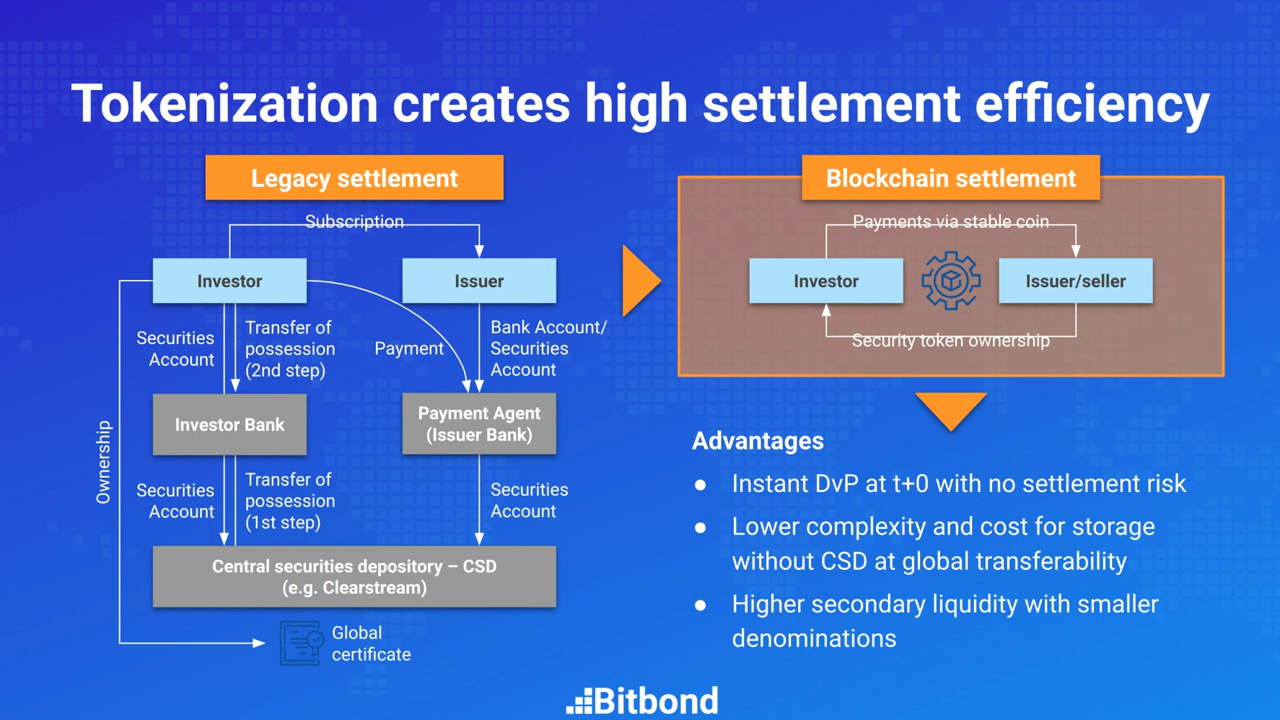 Tokenization creates high settlement efficiency
Legacy settlement
Subscription
Investor
Issuer
Securities
Account
Transfer of
possession
(2nd step)
Payment
Bank Account/
Securities
Account
Investor Bank
Payment Agent
(Issuer Bank)
Ownership
Securities
Account
Transfer of
possession
(1st step)
Securities
Account
Central securities depository – CSD
(e.g. Clearstream)
Global
certificate
Blockchain settlement
Payments via stable coin
Investor
Issuer/seller
Security token ownership
Advantages
● Instant DvP at t+0 with no settlement risk
● Lower complexity and cost for storage
without CSD at global transferability
● Higher secondary liquidity with smaller
denominations
Bitbond